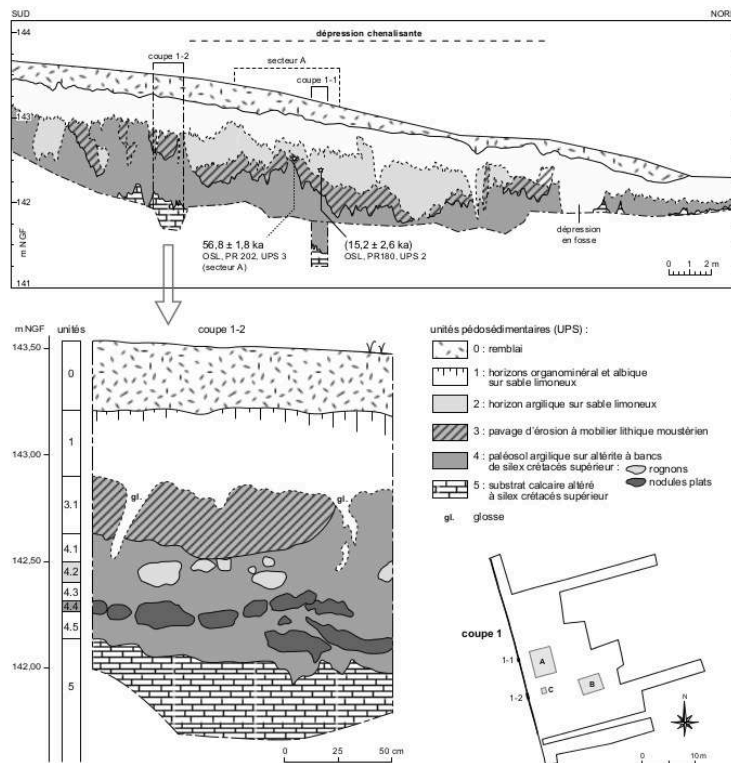 SUD
NORD
144
dépression chenalisante
coupe 1-2
secteur A
coupe 1-1
143
142
m NGF
141
56,8 ± 1,8 ka
OSL, PR 202, UPS 3
(secteur A)
(15,2 ± 2,6 ka)
OSL, PR180, UPS 2
dépression
en fosse
0 1 2 m
m NGF unités coupe 1-2
143,50
143,00
142,50
142,00
0
1
3.1
4.1
4.2
4.3
4.4
4.5
5
gl.
gl.
0 25 50 cm
unités pédosédimentaires (UPS) :
0 : remblai
1 : horizons organominéral et albique
sur sable limoneux
2 : horizon argilique sur sable limoneux
3 : pavage d'érosion à mobilier lithique moustérien
4 : paléosol argilique sur altérite à bancs
de silex crétacés supérieur :
rognons
nodules plats
5 : substrat calcaire altéré
à silex crétacés supérieur
gl. glosse
coupe 1
1-1
1-2
A
B
C
N
0 10 m